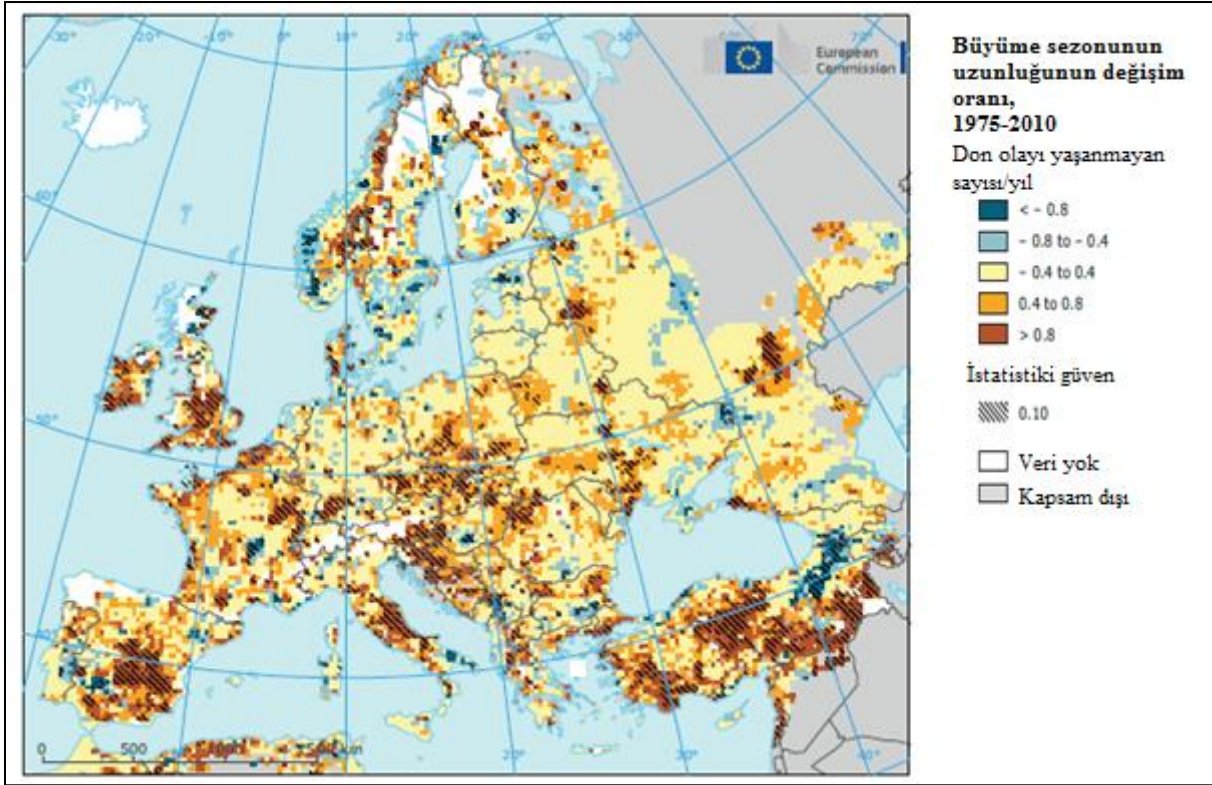 -30°
-20°
-10°
0°
10°
20°
30°
70°
European
Commission
60°
50°
40°
0
500
20°
30°
40°
Büyüme sezonunun
uzunluğunun değişim
oranı,
1975-2010
Don olayı yaşanmayan
sayısı/yıl
< - 0.8
- 0.8 to - 0.4
- 0.4 to 0.4
0.4 to 0.8
> 0.8
İstatistiki güven
0.10
Veri yok
Kapsam dışı